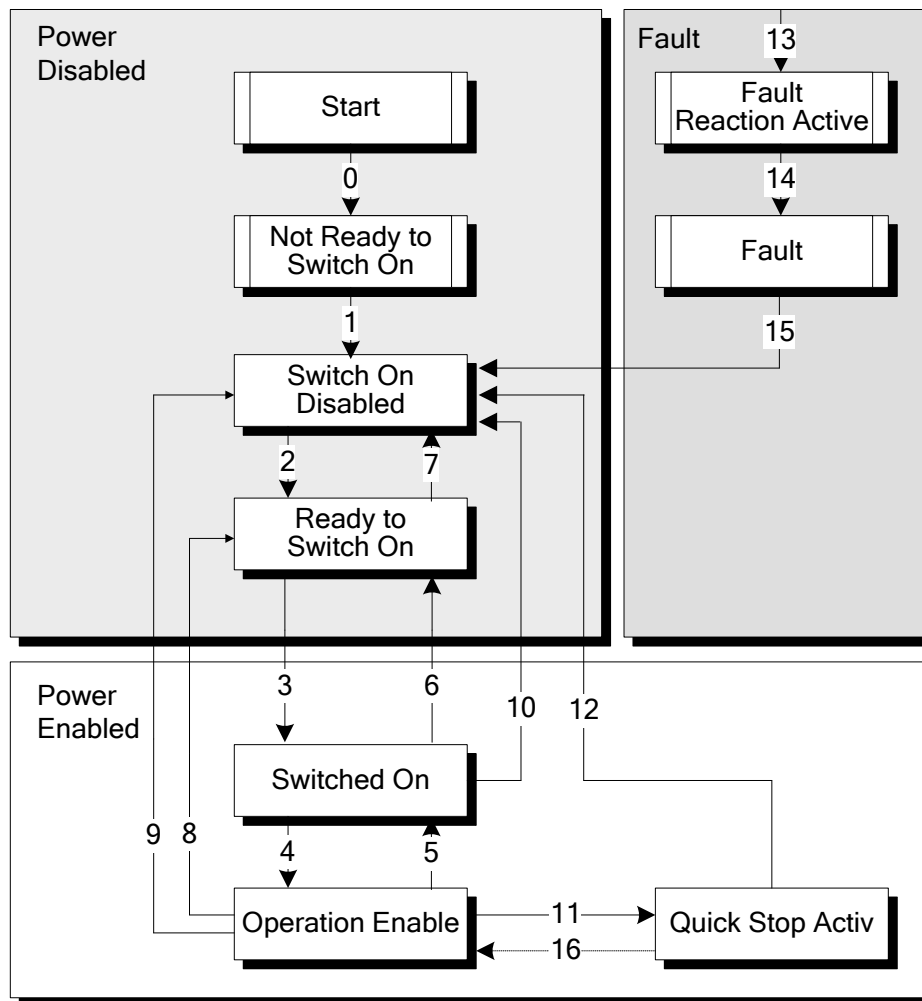 Power
Disabled
Start
0
Not Ready to
Switch On
1
Switch On
Disabled
2
7
Ready to
Switch On
Fault
13
Fault
Reaction Active
14
Fault
15
3
6
10
12
Power
Enabled
Switched On
9
8
4
5
Operation Enable
11
16
Quick Stop Activ